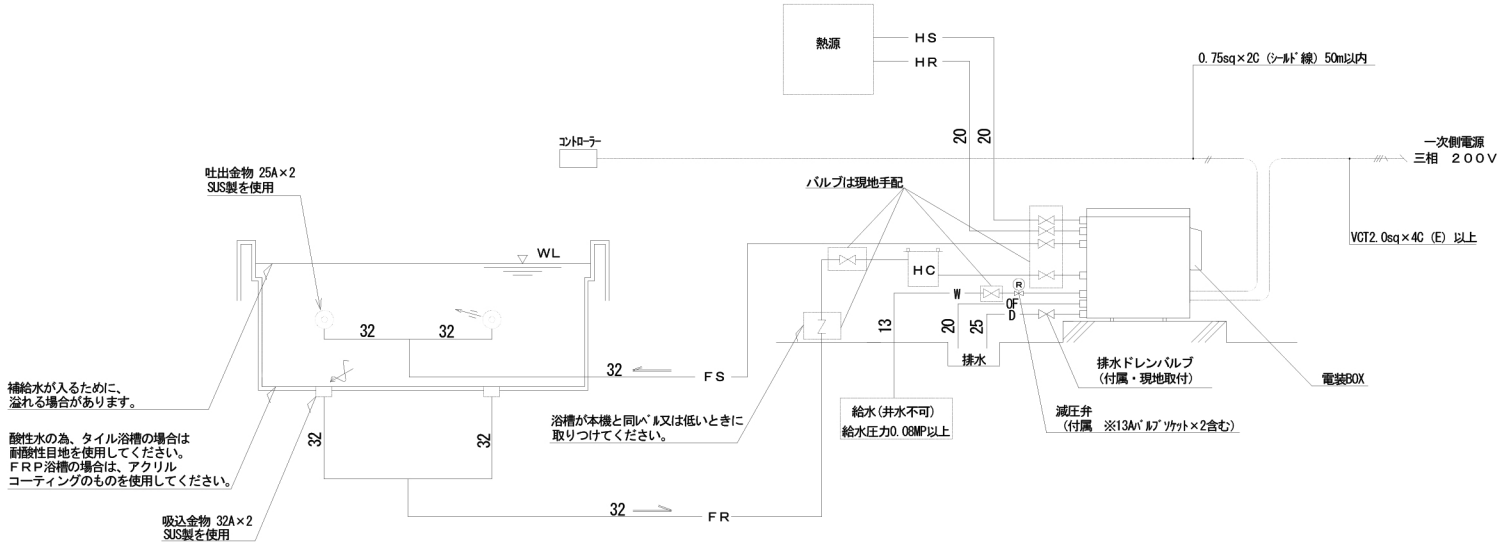 熱源
HS
HR
0.75sq×2C (シールド線) 50m以内
20
20
コントローラー
一次側電源
三相 200V
吐出金物 25A×2
SUS製を使用
バルブは現地手配
VCT2.0sq×4C (E) 以上
WL
HC
R
W
OF
D
32
32
13
20
25
排水
排水ドレンバルブ
(付属・現地取付)
電装BOX
32
FS
補給水が入るために、
溢れる場合があります。
浴槽が本機と同レベル又は低いときに
取りつけてください。
給水(井水不可)
給水圧力0.08MP以上
減圧弁
(付属 ※13Aバルブソケット×2含む)
酸性水の為、タイル浴槽の場合は
耐酸性目地を使用してください。
FRP浴槽の場合は、アクリル
コーティングのものを使用してください。
32
32
32
FR
吸込金物 32A×2
SUS製を使用